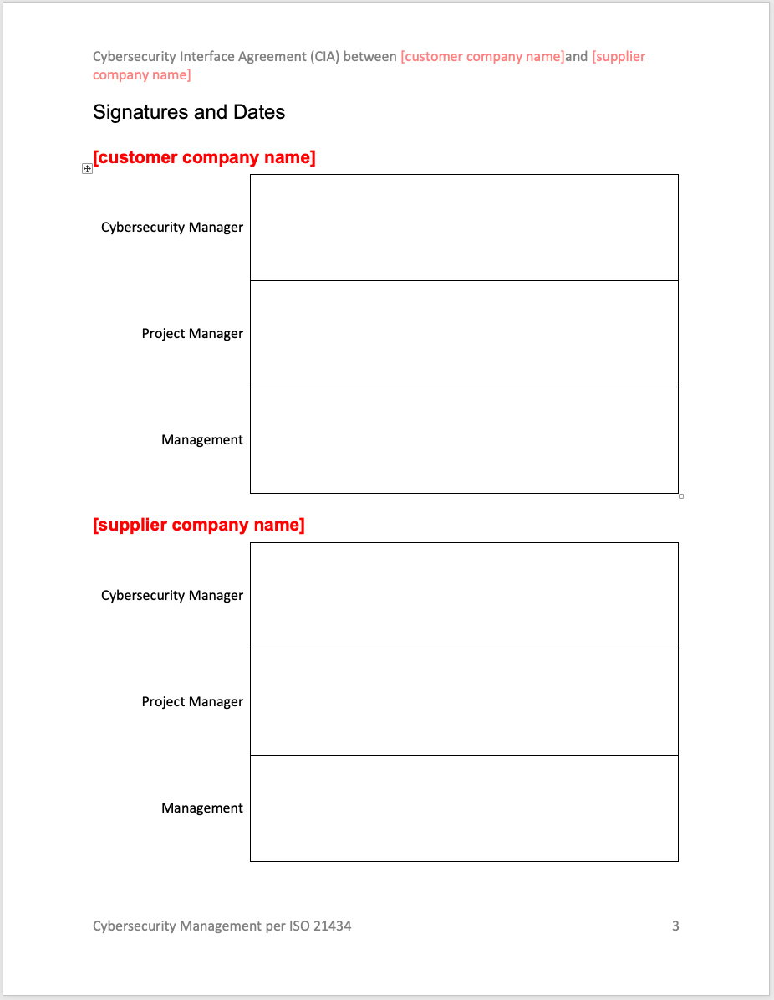 Cybersecurity Interface Agreement (CIA) between [customer company name]and [supplier
company name]
Signatures and Dates
[customer company name]
Cybersecurity Manager
Project Manager
Management
[supplier company name]
Cybersecurity Manager
Project Manager
Management
Cybersecurity Management per ISO 21434 3